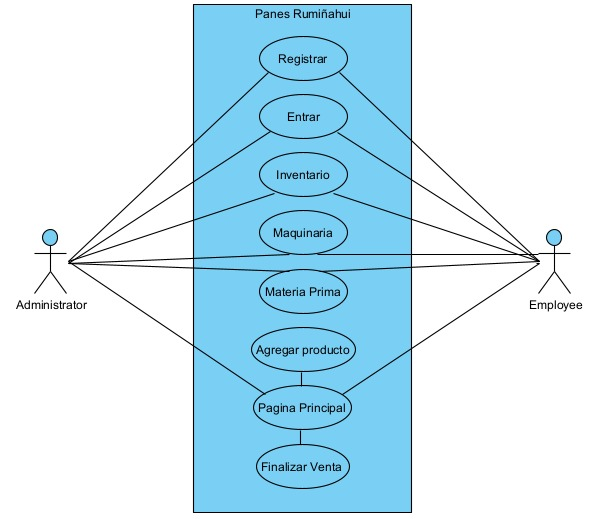 Panes Rumiñahui
Registrar
Entrar
Inventario
Maquinaria
Administrator
Employee
Materia Prima
Agregar producto
Pagina Principal
Finalizar Venta